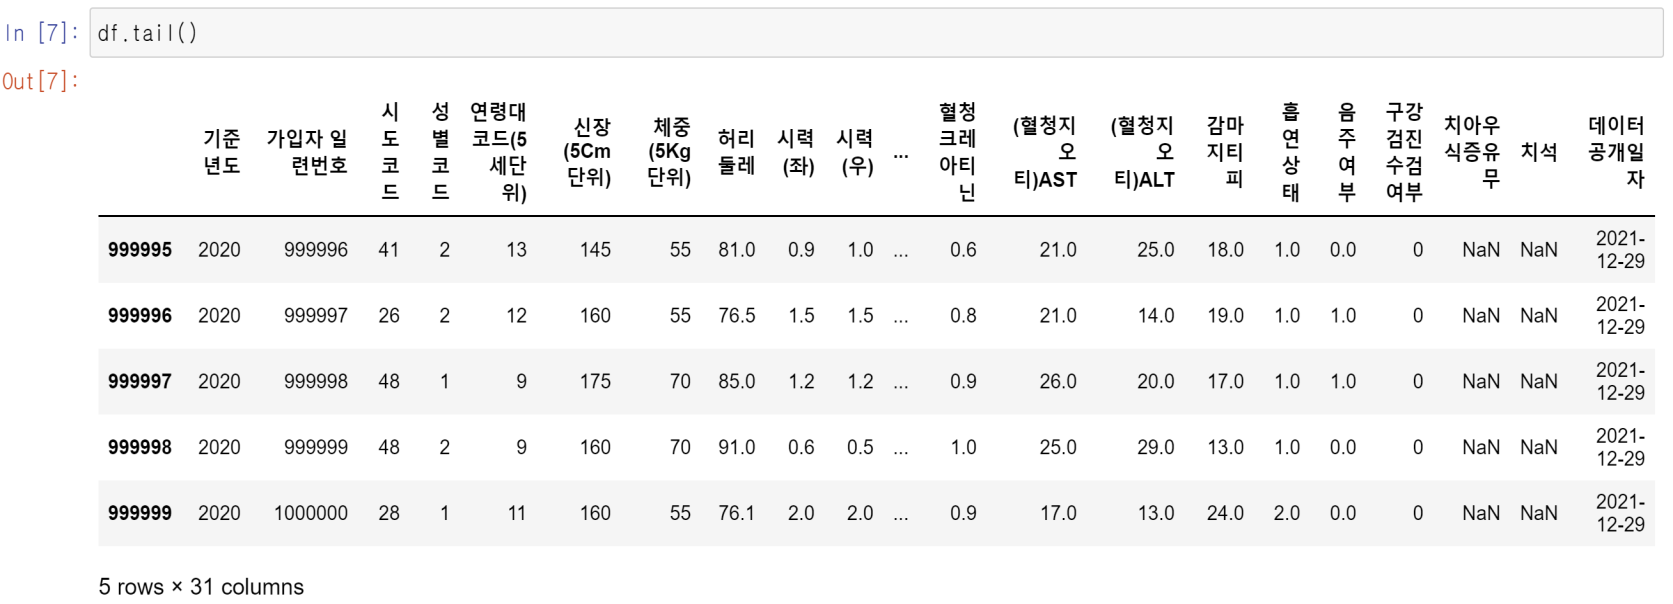 In [7]: df.tail()
Out[7]:
기준년도 가입자 일련번호 시도코드 성별코드 연령대코드(5세단위) 신장(5Cm단위) 체중(5Kg단위) 허리둘레 시력(좌) 시력(우) ... 혈청크레아티닌 (혈청지오티)AST (혈청지오티)ALT 감마지티피 흡연상태 음주여부 구강검진수검여부 치아우식증유무 치석 데이터공개일자
999995 2020 999996 41 2 13 145 55 81.0 0.9 1.0 ... 0.6 21.0 25.0 18.0 1.0 0.0 0 NaN NaN 2021-12-29
999996 2020 999997 26 2 12 160 55 76.5 1.5 1.5 ... 0.8 21.0 14.0 19.0 1.0 1.0 0 NaN NaN 2021-12-29
999997 2020 999998 48 1 9 175 70 85.0 1.2 1.2 ... 0.9 26.0 20.0 17.0 1.0 1.0 0 NaN NaN 2021-12-29
999998 2020 999999 48 2 9 160 70 91.0 0.6 0.5 ... 1.0 25.0 29.0 13.0 1.0 0.0 0 NaN NaN 2021-12-29
999999 2020 1000000 28 1 11 160 55 76.1 2.0 2.0 ... 0.9 17.0 13.0 24.0 2.0 0.0 0 NaN NaN 2021-12-29
5 rows × 31 columns